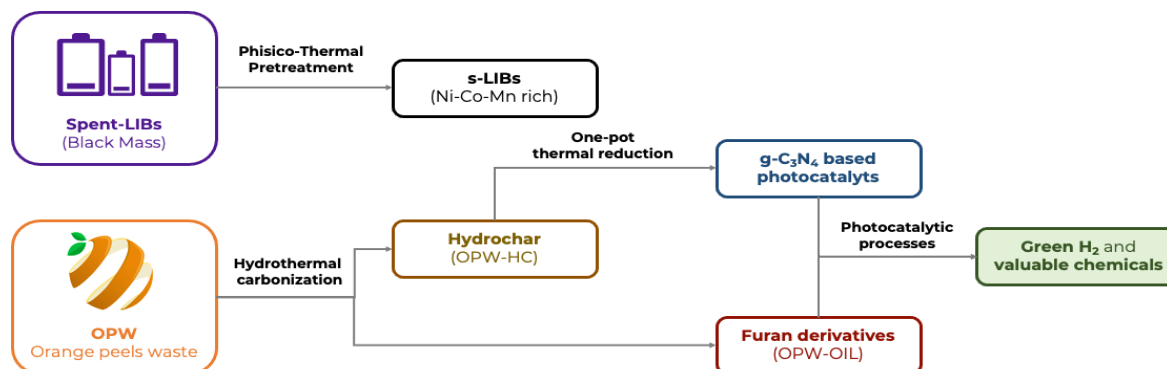 Phisico-Thermal
Pretreatment
s-LIBs
(Ni-Co-Mn rich)
Spent-LIBs
(Black Mass)
One-pot
thermal reduction
g-C₃N₄ based
photocatalyts
Hydrothermal
carbonization
Hydrochar
(OPW-HC)
Photocatalytic
processes
Green H₂ and
valuable chemicals
OPW
Orange peels waste
Furan derivatives
(OPW-OIL)